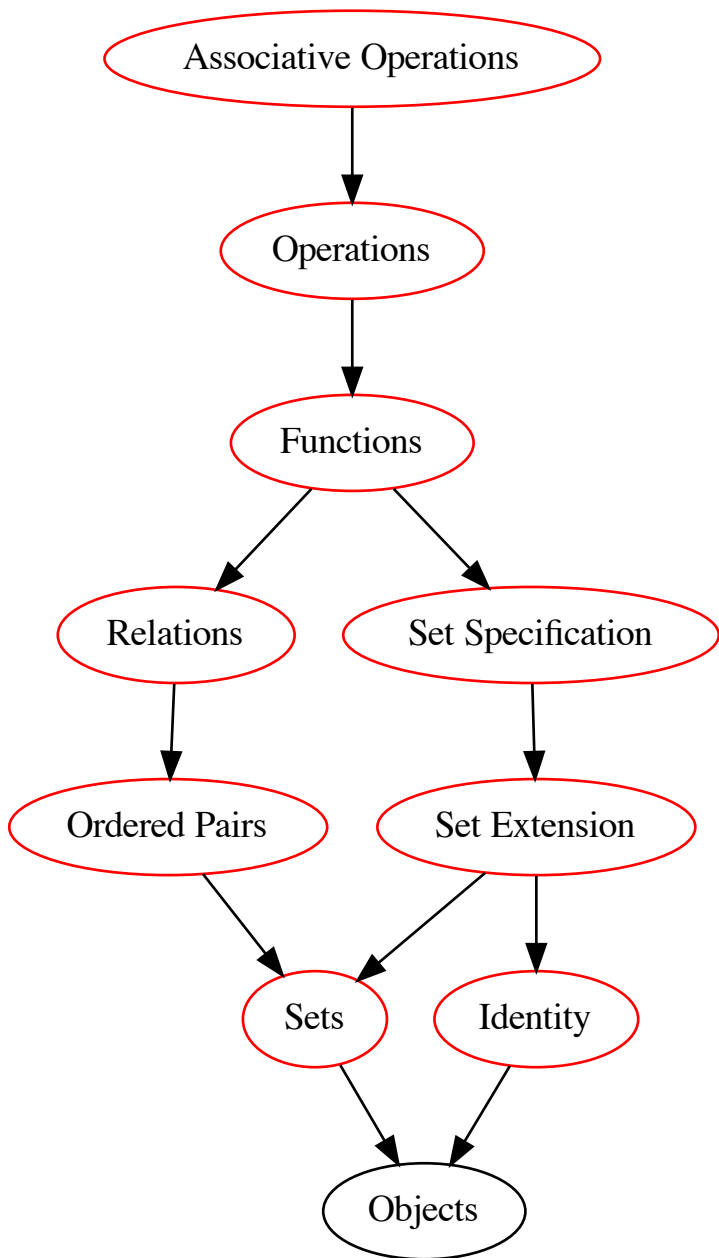 Associative Operations
Operations
Functions
Relations
Set Specification
Ordered Pairs
Set Extension
Sets
Identity
Objects